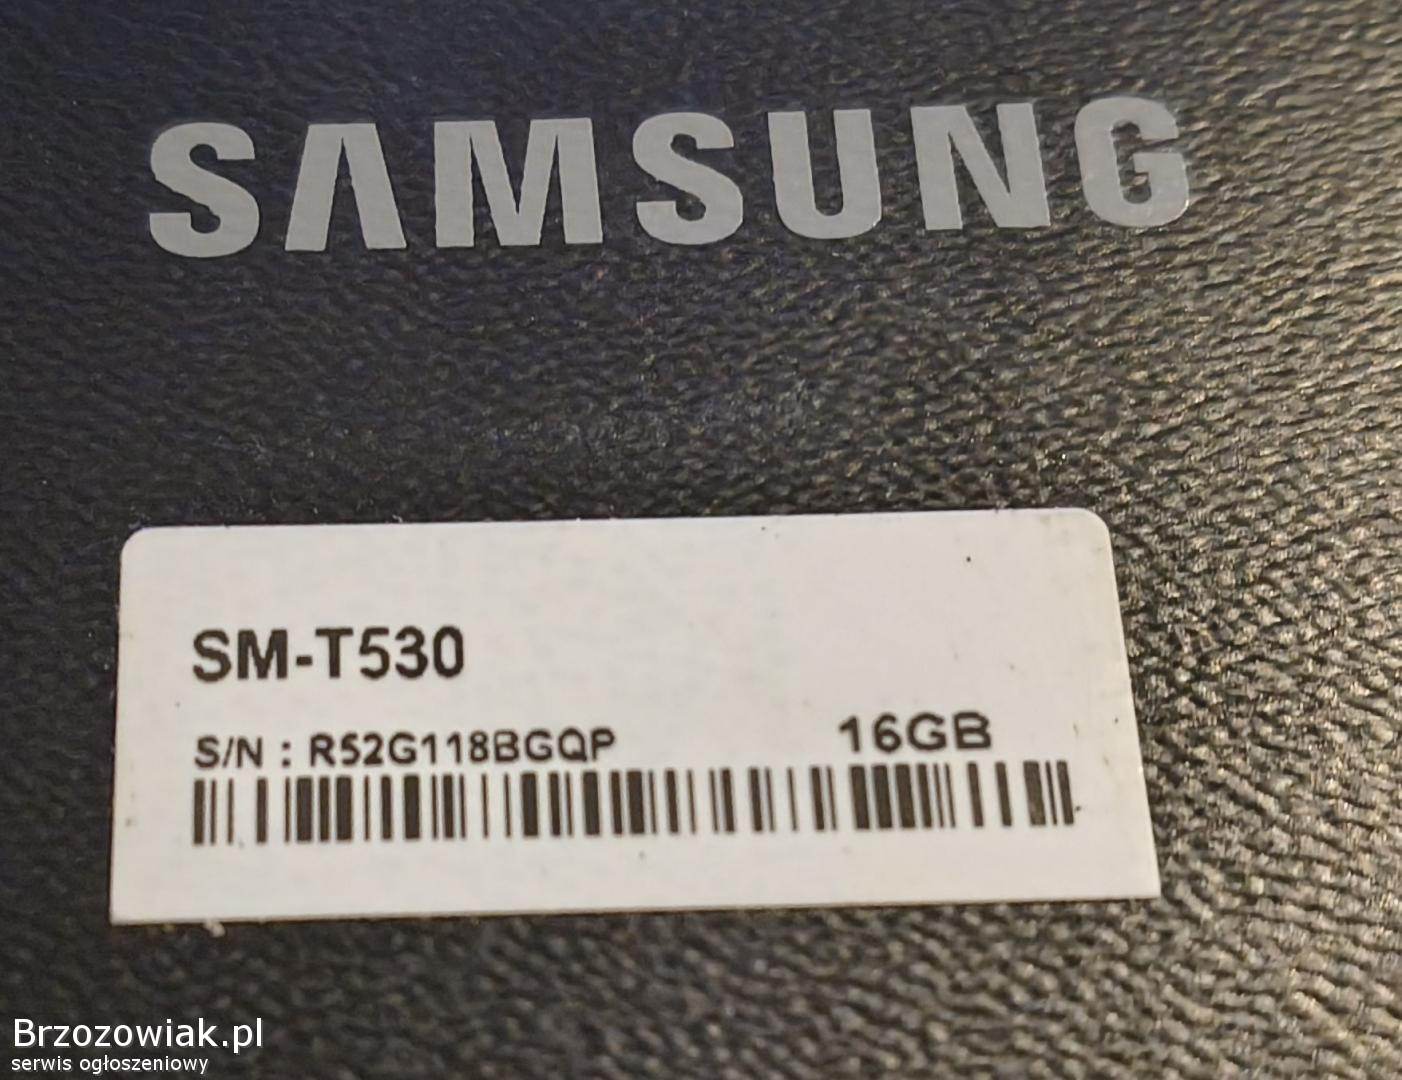 SAMSUNG
SM-T530
S/N : R52G118BGQP 16GB
Brzozowiak.pl
serwis ogłoszeniowy